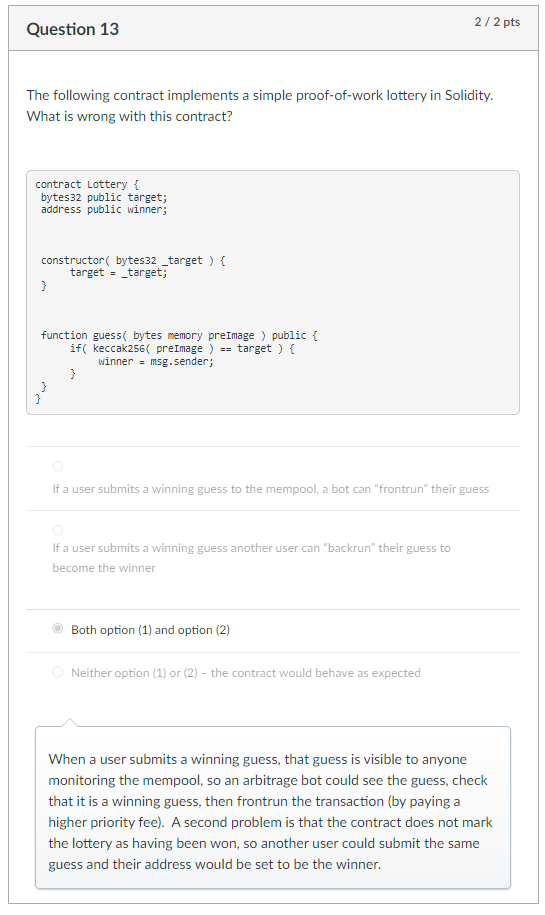 Question 13
2 / 2 pts
The following contract implements a simple proof-of-work lottery in Solidity.
What is wrong with this contract?
contract Lottery {
bytes32 public target;
address public winner;
constructor( bytes32 _target ) {
target = _target;
}
function guess( bytes memory preImage ) public {
if( keccak256( preImage ) == target ) {
winner = msg.sender;
}
}
}
If a user submits a winning guess to the mempool, a bot can “frontrun” their guess
If a user submits a winning guess another user can “backrun” their guess to
become the winner
Both option (1) and option (2)
Neither option (1) or (2) – the contract would behave as expected
When a user submits a winning guess, that guess is visible to anyone
monitoring the mempool, so an arbitrage bot could see the guess, check
that it is a winning guess, then frontrun the transaction (by paying a
higher priority fee). A second problem is that the contract does not mark
the lottery as having been won, so another user could submit the same
guess and their address would be set to be the winner.